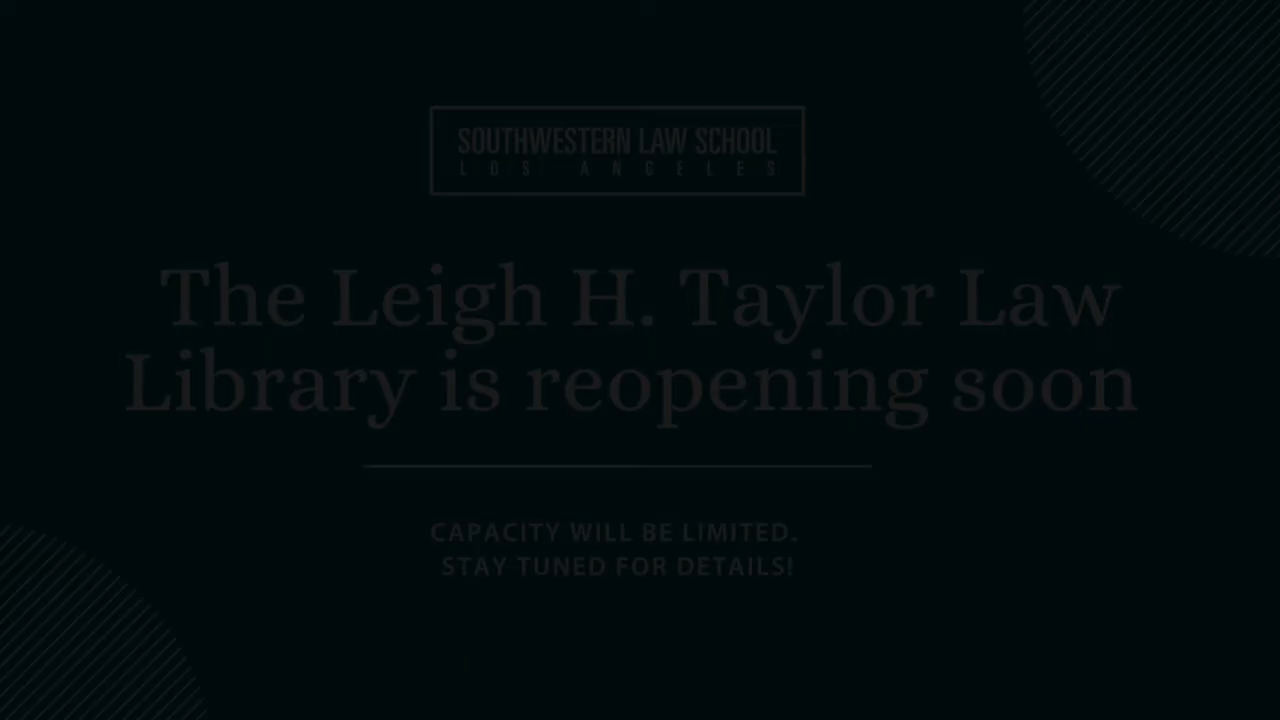 SOUTHWESTERN LAW SCHOOL
LOS ANGELES
The Leigh H. Taylor Law
Library is reopening soon
CAPACITY WILL BE LIMITED.
STAY TUNED FOR DETAILS!